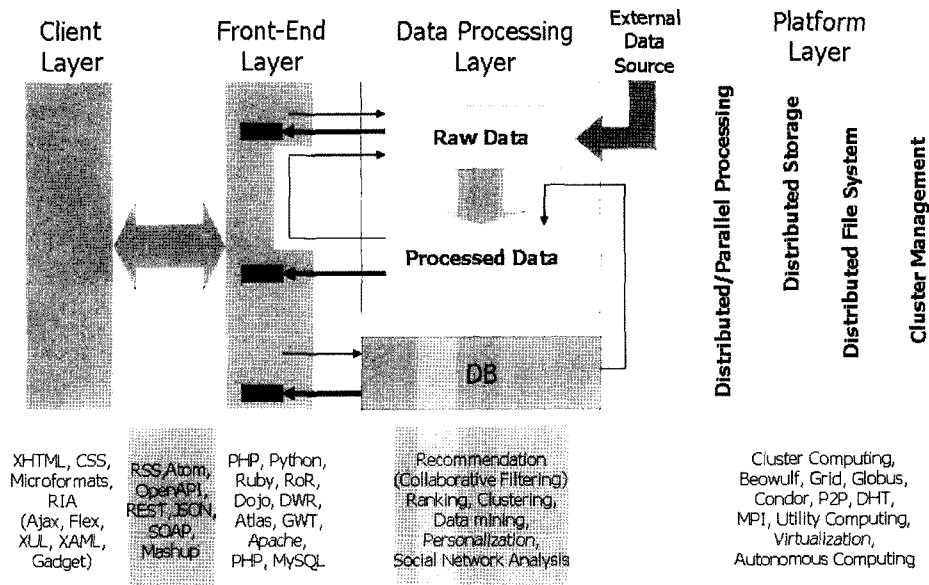 Client
Layer
Front-End
Layer
Data Processing
Layer
External
Data
Source
Platform
Layer
Raw Data
Processed Data
DB
Distributed/Parallel Processing
Distributed Storage
Distributed File System
Cluster Management
XHTML, CSS,
Microformats,
RIA
(Ajax, Flex,
XUL, XAML,
Gadget)
RSS,Atom,
OpenAPI,
REST,JSON,
SOAP,
Mashup
PHP, Python,
Ruby, RoR,
Dojo, DWR,
Atlas, GWT,
Apache,
PHP, MySQL
Recommendation
(Collaborative Filtering)
Ranking, Clustering,
Data mining,
Personalization,
Social Network Analysis
Cluster Computing,
Beowulf, Grid, Globus,
Condor, P2P, DHT,
MPI, Utility Computing,
Virtualization,
Autonomous Computing